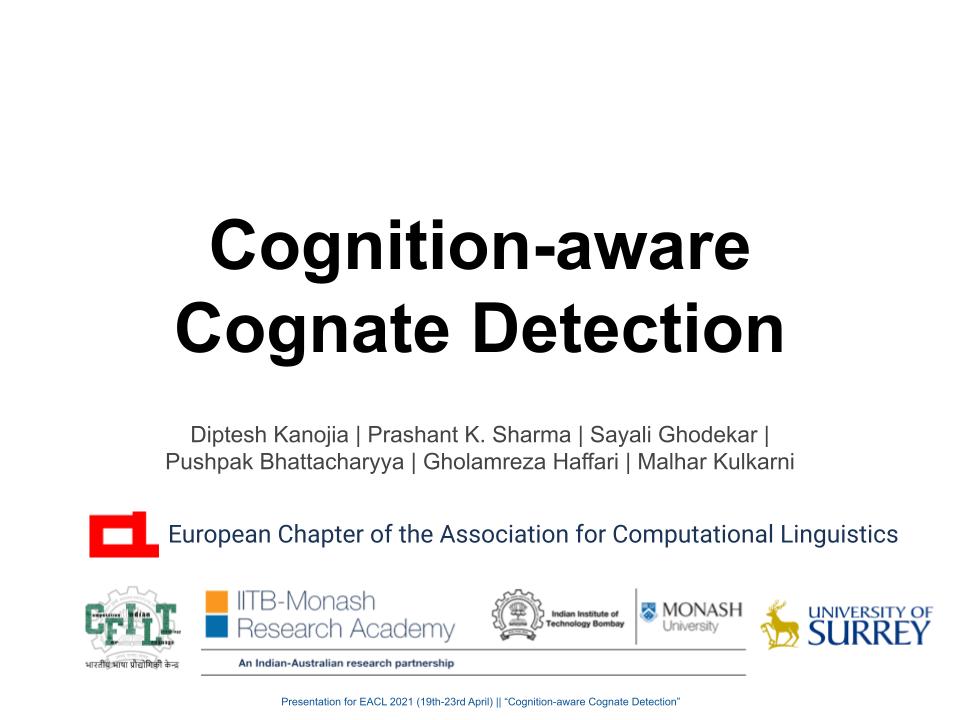 Cognition-aware
Cognate Detection
Diptesh Kanojia | Prashant K. Sharma | Sayali Ghodekar |
Pushpak Bhattacharyya | Gholamreza Haffari | Malhar Kulkarni
European Chapter of the Association for Computational Linguistics
CFILT
भारतीय भाषा प्रौद्योगिकी केन्द्र
IITB-Monash
Research Academy
An Indian-Australian research partnership
Indian Institute of
Technology Bombay
MONASH
University
UNIVERSITY OF
SURREY
Presentation for EACL 2021 (19th-23rd April) || “Cognition-aware Cognate Detection”